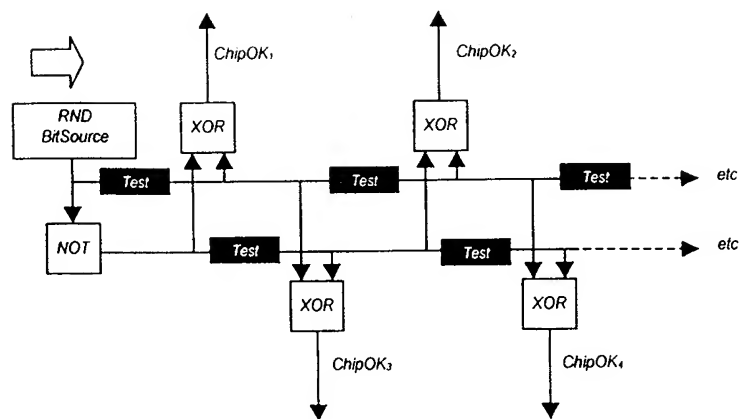 ChipOK₁
ChipOK₂
RND
BitSource
XOR
XOR
Test
Test
Test
etc
NOT
Test
Test
etc
XOR
XOR
ChipOK₃
ChipOK₄